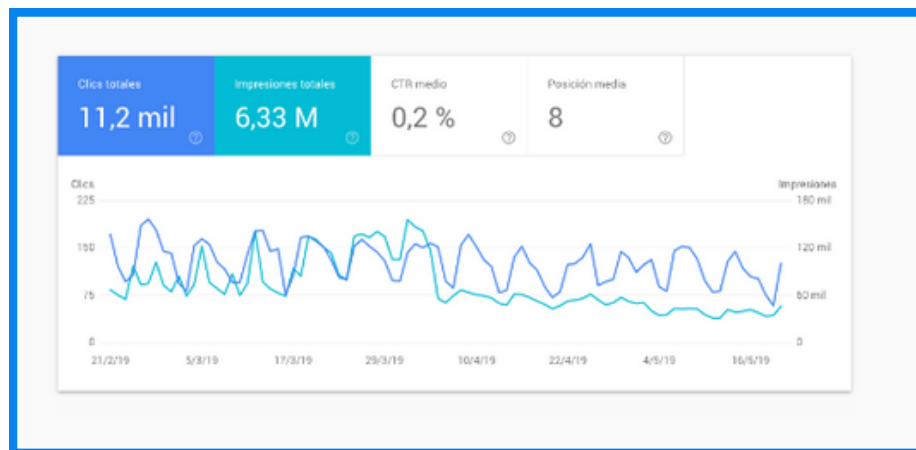 Clics totales
11,2 mil
Impresiones totales
6,33 M
CTR medio
0,2 %
Posición media
8
Clics
Impresiones
225
180 mil
150
120 mil
75
60 mil
0
0
21/2/19 5/3/19 17/3/19 29/3/19 10/4/19 22/4/19 4/5/19 16/5/19